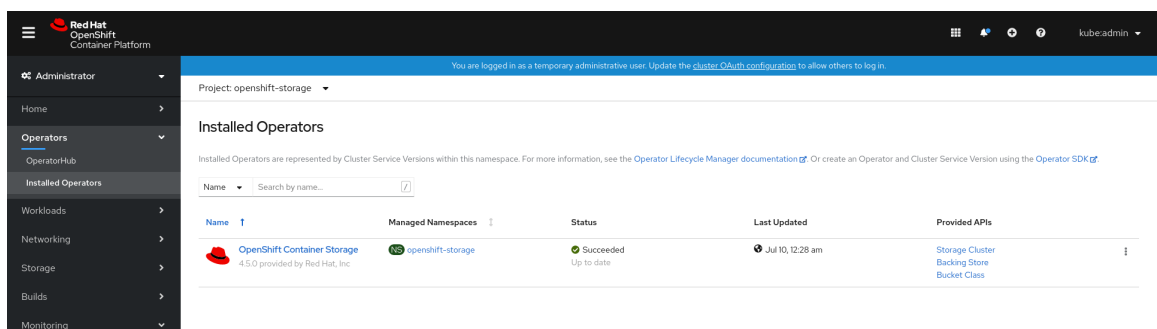 Red Hat
OpenShift
Container Platform
kube:admin
You are logged in as a temporary administrative user. Update the cluster OAuth configuration to allow others to log in.
Administrator
Project: openshift-storage
Home
Operators
OperatorHub
Installed Operators
Workloads
Networking
Storage
Builds
Monitoring
Installed Operators
Installed Operators are represented by Cluster Service Versions within this namespace. For more information, see the Operator Lifecycle Manager documentation. Or create an Operator and Cluster Service Version using the Operator SDK.
Name Search by name... /
Name Managed Namespaces Status Last Updated Provided APIs
OpenShift Container Storage NS openshift-storage Succeeded Jul 10, 12:28 am Storage Cluster
4.5.0 provided by Red Hat, Inc Up to date Backing Store
Bucket Class